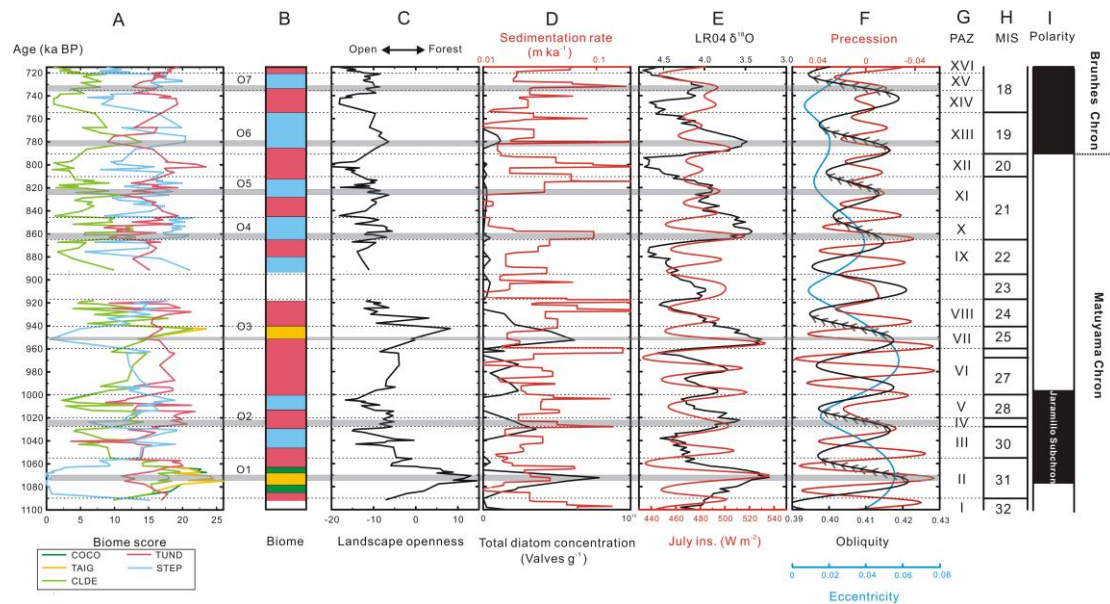 A B C D E F G H I
Age (ka BP)
Open Forest
Sedimentation rate
(m ka⁻¹)
LR04 δ¹⁸O
Precession
PAZ
MIS
Polarity
-20 -10 0 10
0.01 0.1
4.5 4.0 3.5 3.0
0.04 0 -0.04
720
740
760
780
800
820
840
860
880
900
920
940
960
980
1000
1020
1040
1060
1080
1100
O7
O6
O5
O4
O3
O2
O1
XVI
XV
XIV
XIII
XII
XI
X
IX
VIII
VII
VI
V
IV
III
II
I
18
19
20
21
22
23
24
25
27
28
30
31
32
Brunhes Chron
Matuyama Chron
Jaramillo Subchron
0 5 10 15 20 25
-20 -10 0 10
0
440 460 480 500 520 540
0.39 0.40 0.41 0.42 0.43
Biome score
Biome
Landscape openness
Total diatom concentration
(Valves g⁻¹)
July ins. (W m⁻²)
Obliquity
0 0.02 0.04 0.06 0.08
Eccentricity
COCO
TAIG
CLDE
TUND
STEP